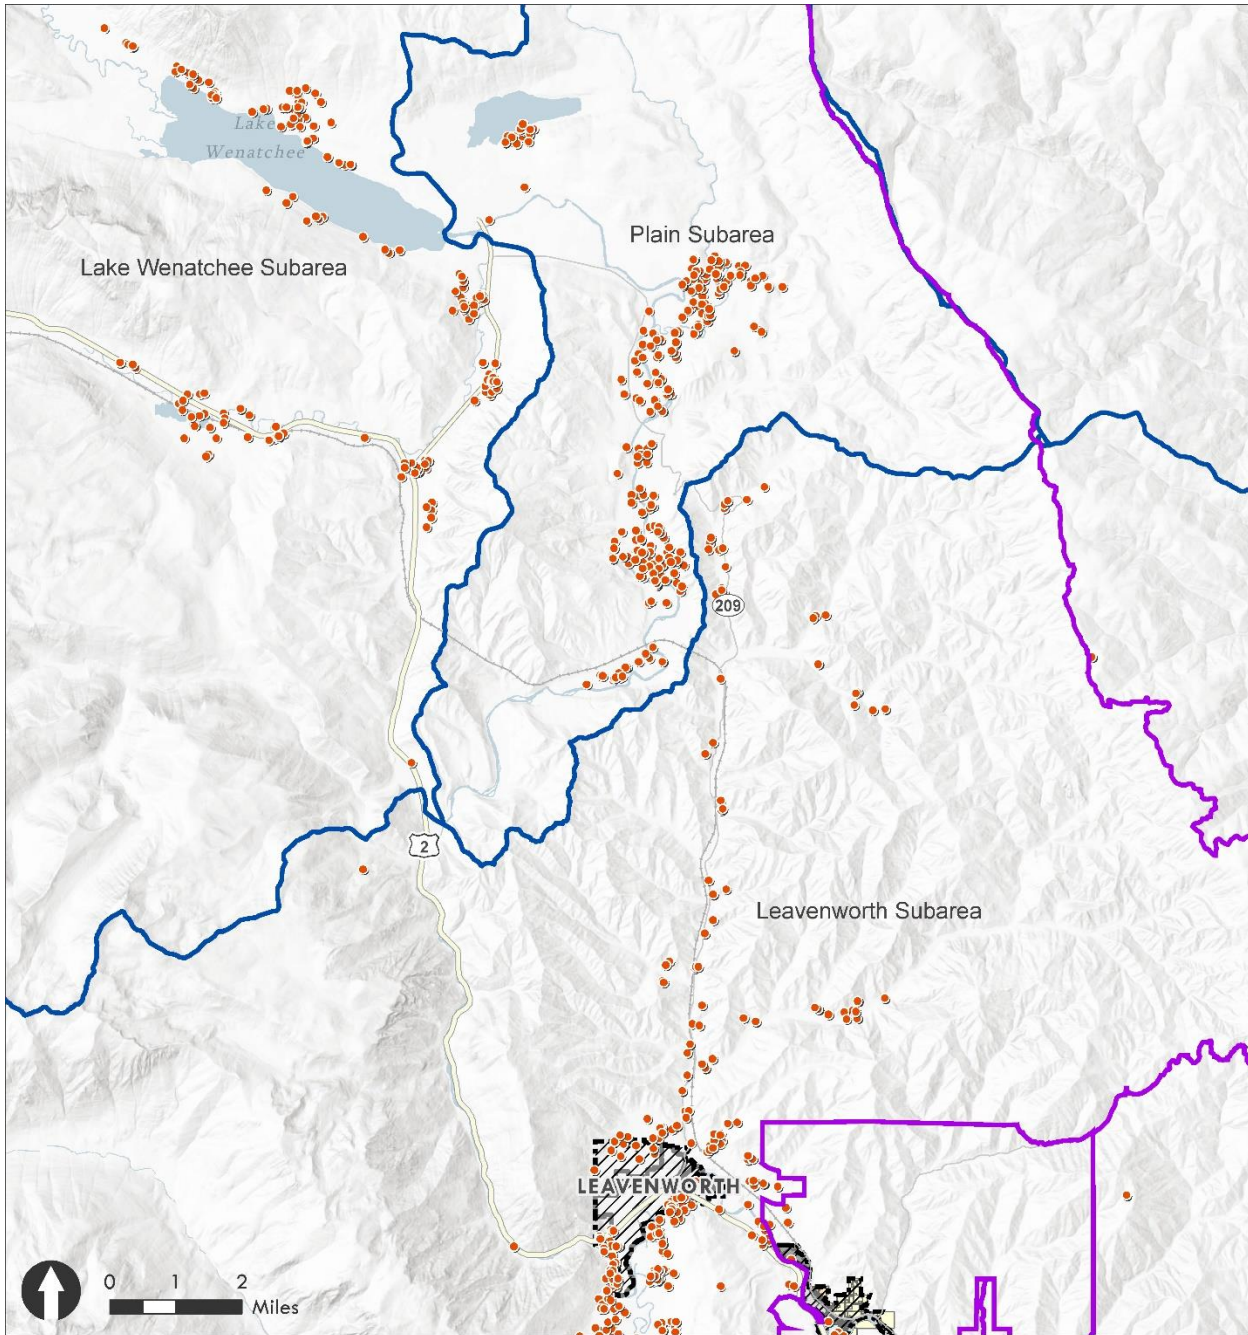 Lake
Wenatchee
Plain Subarea
Lake Wenatchee Subarea
209
2
Leavenworth Subarea
LEAVENWORTH
0 1 2
Miles